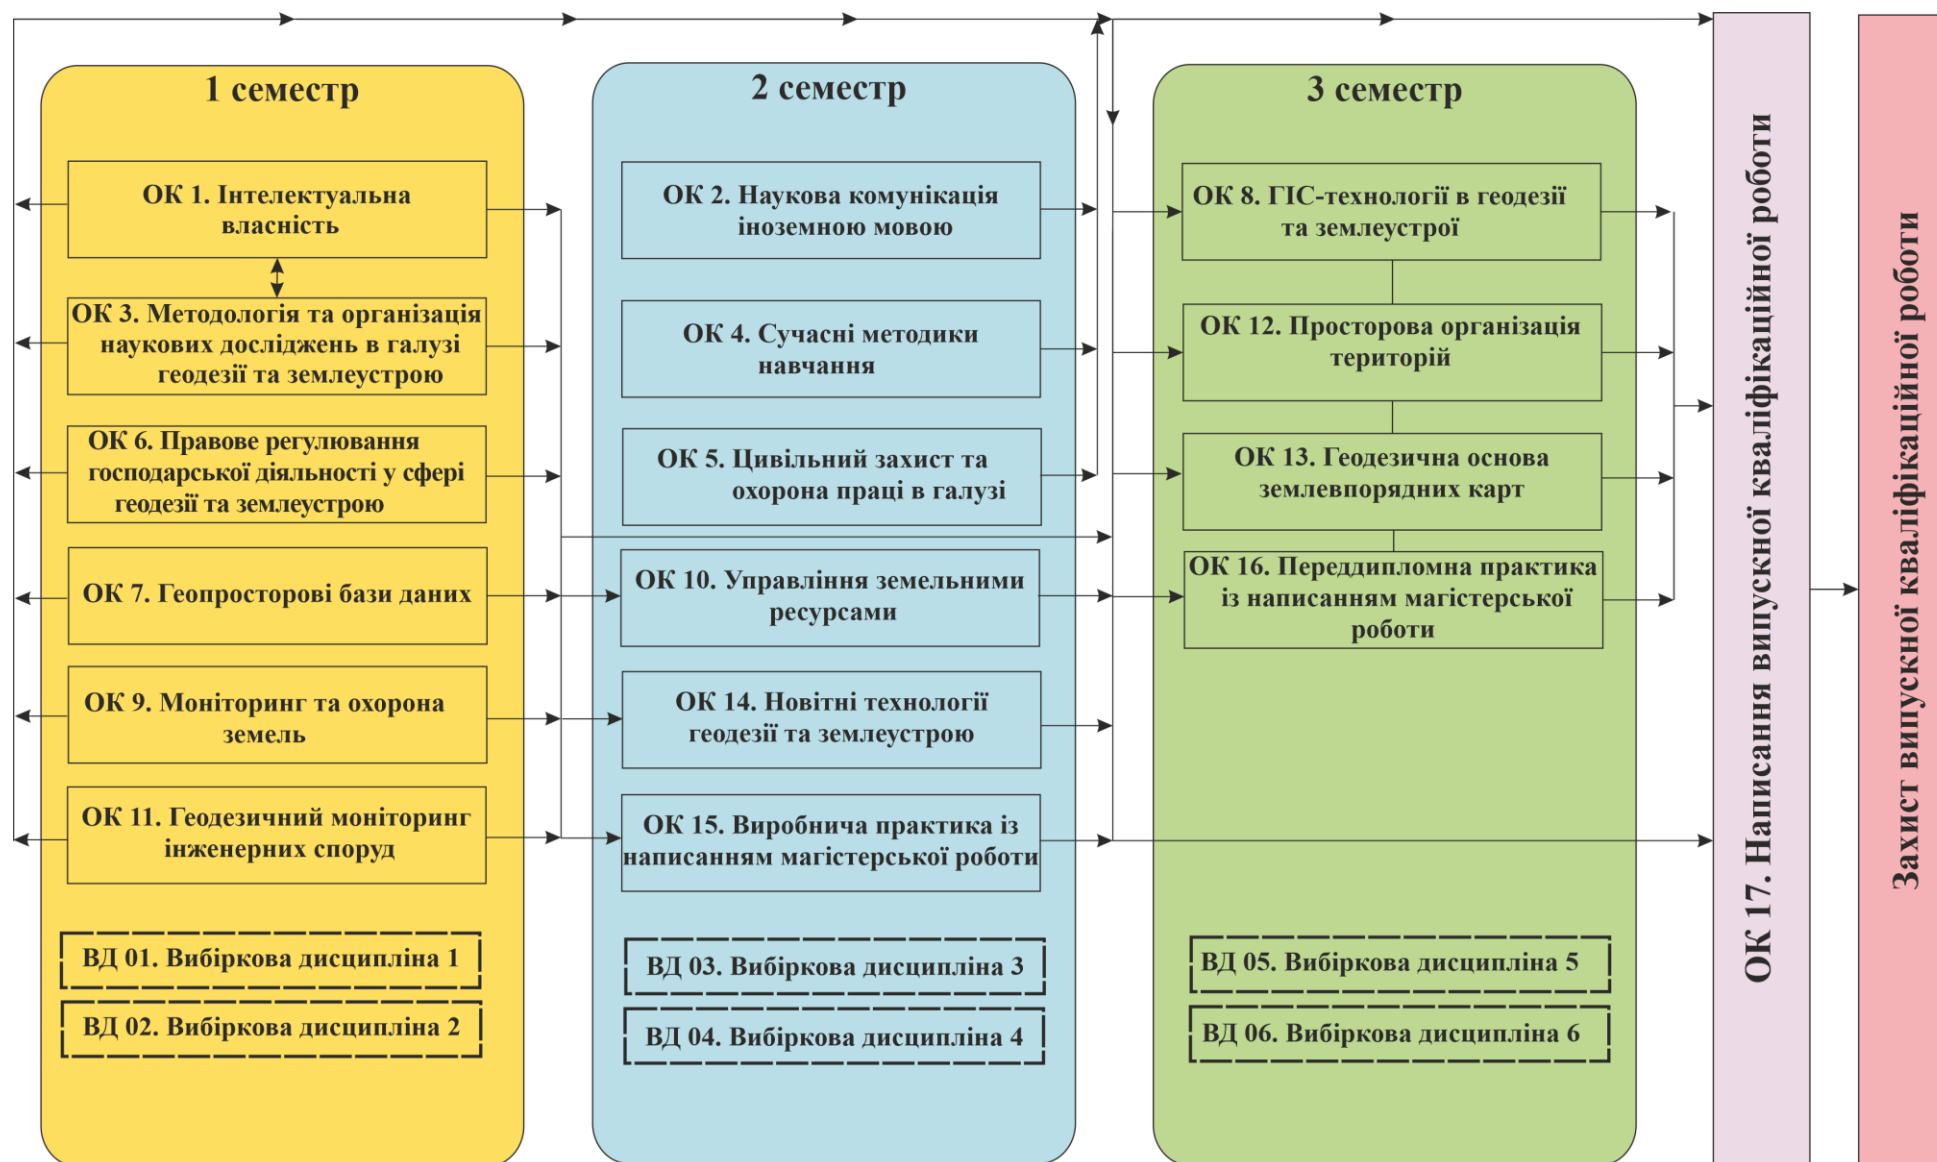 1 семестр
ОК 1. Інтелектуальна
власність
ОК 3. Методологія та організація
наукових досліджень в галузі
геодезії та землеустрою
ОК 6. Правове регулювання
господарської діяльності у сфері
геодезії та землеустрою
ОК 7. Геопросторові бази даних
ОК 9. Моніторинг та охорона
земель
ОК 11. Геодезичний моніторинг
інженерних споруд
ВД 01. Вибіркова дисципліна 1
ВД 02. Вибіркова дисципліна 2
2 семестр
ОК 2. Наукова комунікація
іноземною мовою
ОК 4. Сучасні методики
навчання
ОК 5. Цивільний захист та
охорона праці в галузі
ОК 10. Управління земельними
ресурсами
ОК 14. Новітні технології
геодезії та землеустрою
ОК 15. Виробнича практика із
написанням магістерської роботи
ВД 03. Вибіркова дисципліна 3
ВД 04. Вибіркова дисципліна 4
3 семестр
ОК 8. ГІС-технології в геодезії
та землеустрої
ОК 12. Просторова організація
територій
ОК 13. Геодезична основа
землевпорядних карт
ОК 16. Переддипломна практика
із написанням магістерської
роботи
ВД 05. Вибіркова дисципліна 5
ВД 06. Вибіркова дисципліна 6
ОК 17. Написання випускної кваліфікаційної роботи
Захист випускної кваліфікаційної роботи